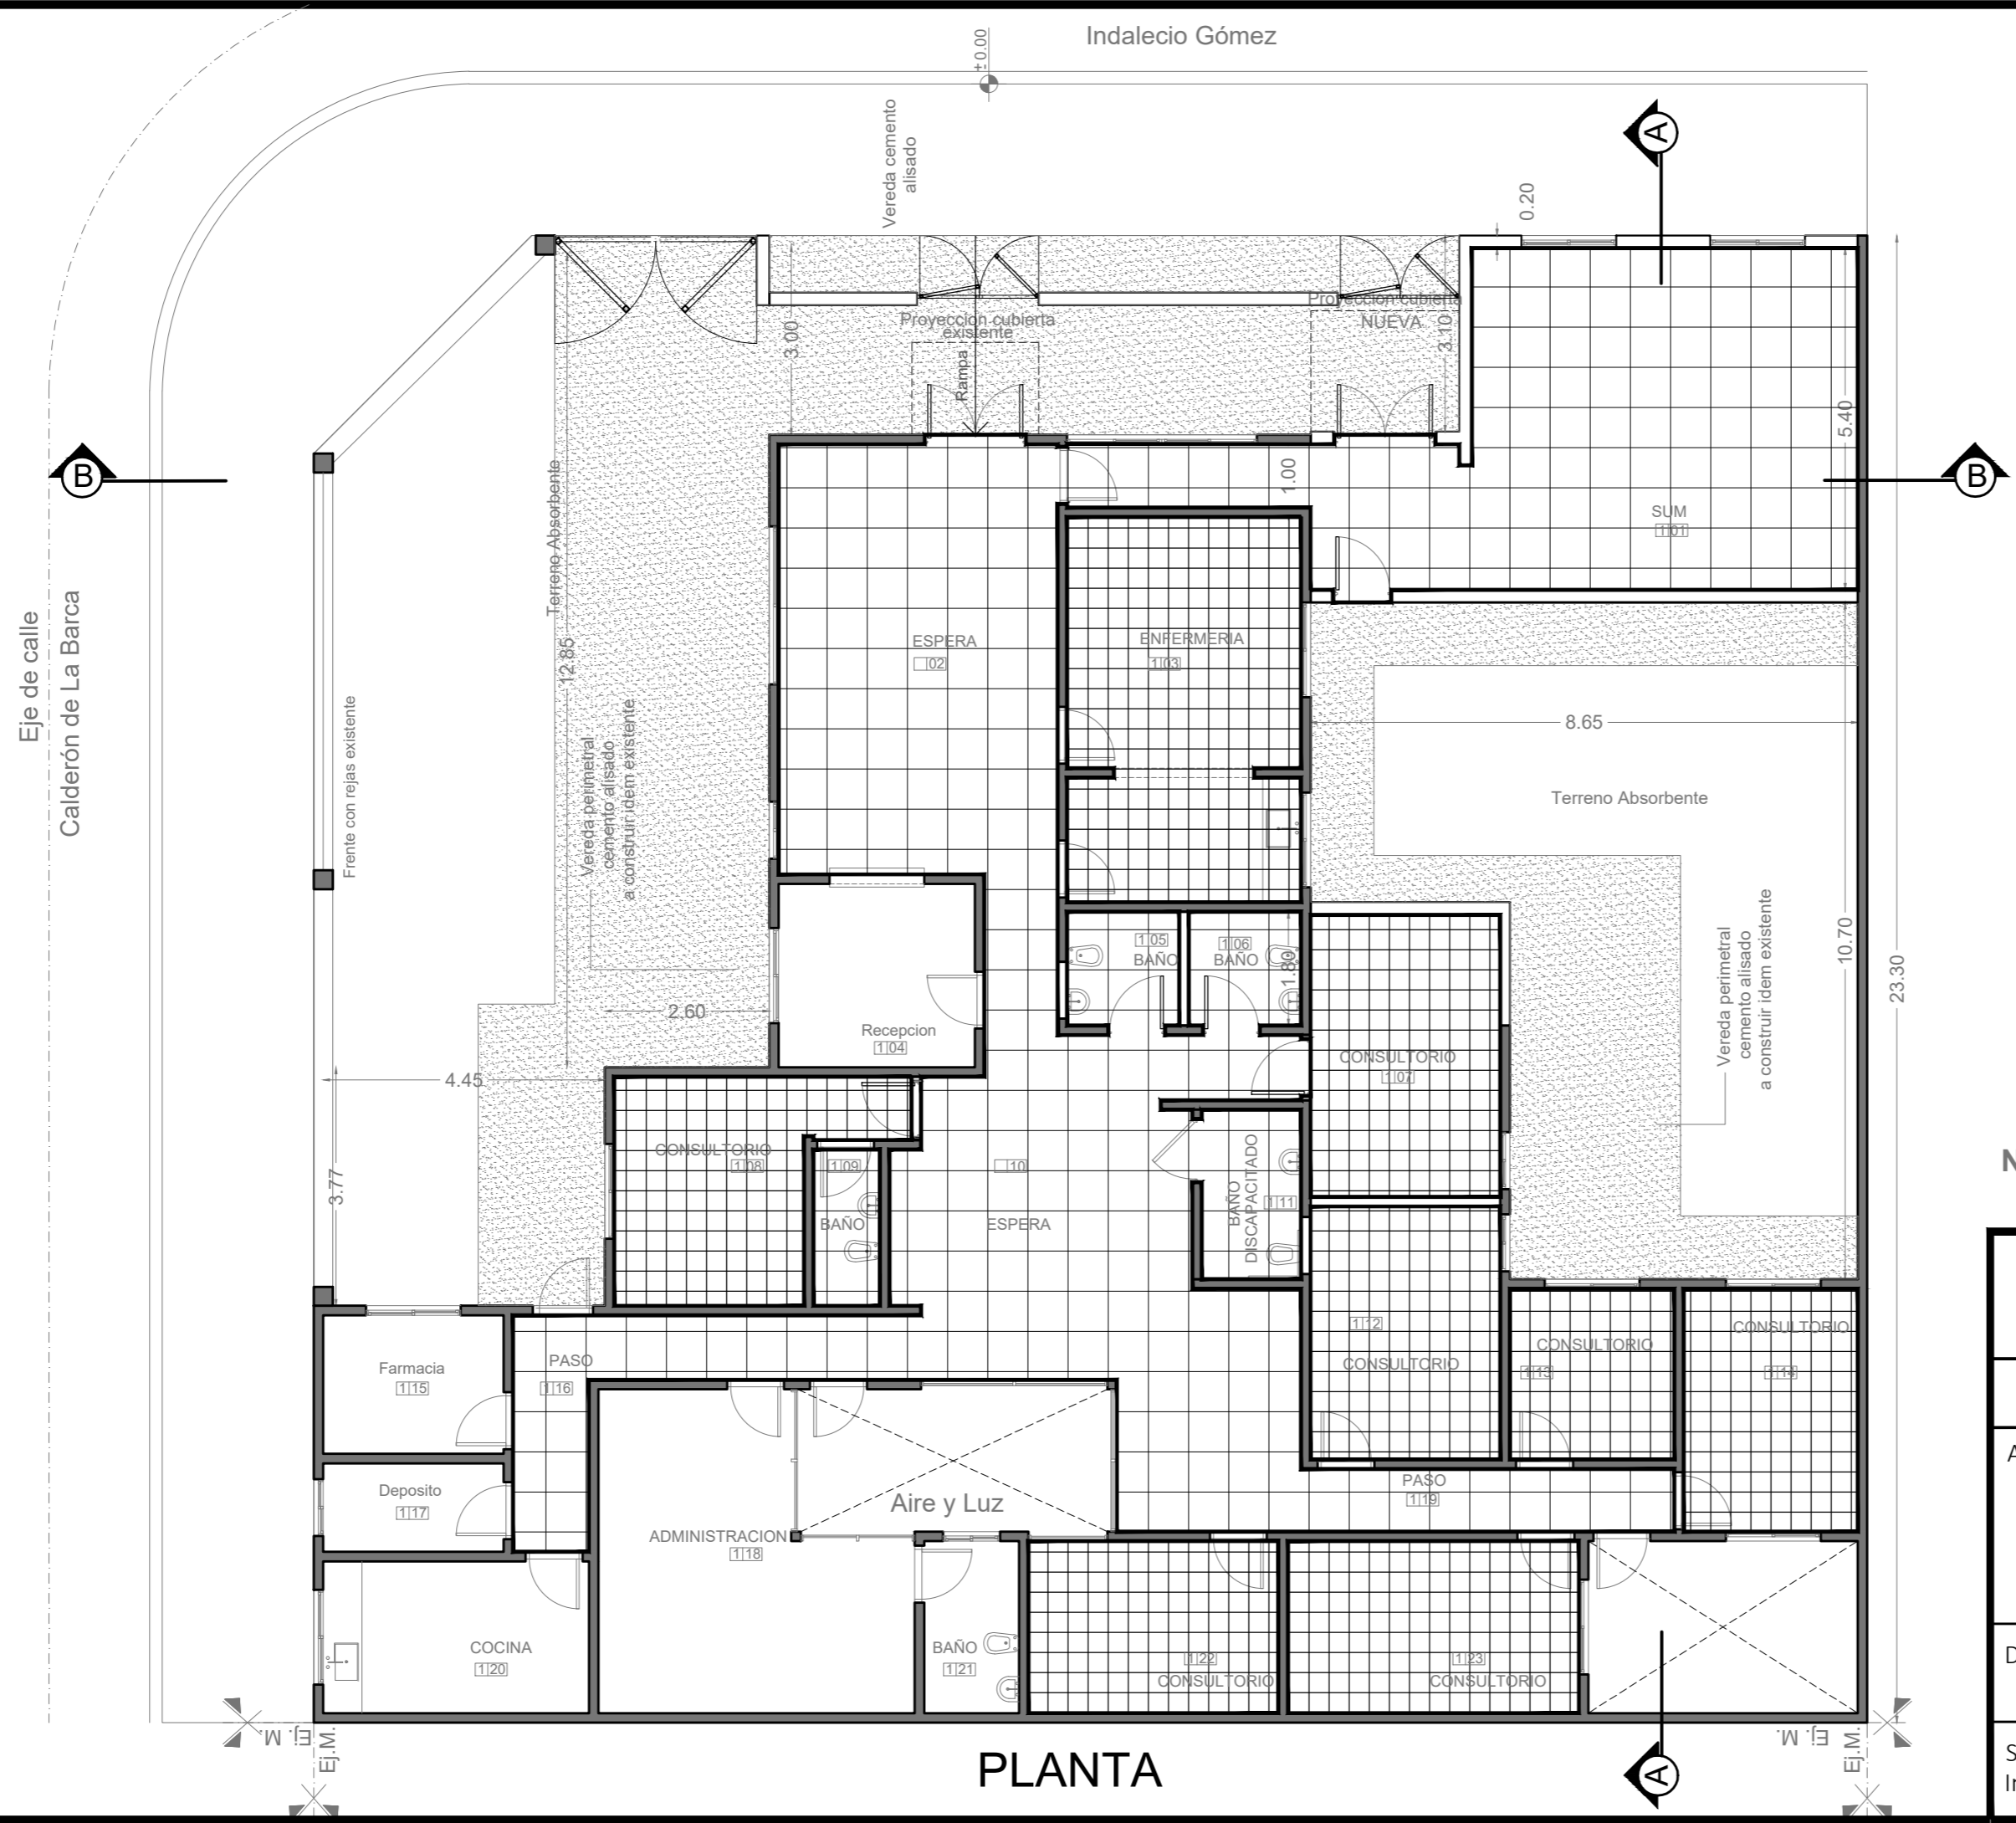 Indalecio Gómez
±0.00
Vereda cemento
alisado
A
0.20
Proyeccion cubierta
existente
Rampa
3.00
Proyeccion cubierta
NUEVA
3.10
5.40
B
B
1.00
SUM
1|01
Terreno Absorbente
12.85
Eje de calle
Calderón de La Barca
Frente con rejas existente
Vereda perimetral
cemento alisado
a construir idem existente
ESPERA
02
ENFERMERIA
1|03
8.65
Terreno Absorbente
10.70
23.30
Vereda perimetral
cemento alisado
a construir idem existente
1|05
BAÑO
1|06
BAÑO
1.80
2.60
Recepcion
1|04
CONSULTORIO
1|07
4.45
3.77
CONSULTORIO
1|08
1|09
BAÑO
10
ESPERA
BAÑO
DISCAPACITADO
1|11
N
1|12
CONSULTORIO
CONSULTORIO
1|13
CONSULTORIO
1|14
Farmacia
1|15
PASO
1|16
Deposito
1|17
ADMINISTRACION
1|18
Aire y Luz
PASO
1|19
COCINA
1|20
BAÑO
1|21
1|22
CONSULTORIO
1|23
CONSULTORIO
Ej. M.
Ej.M.
Ej. M.
Ej.M.
PLANTA
A
A
D
S
In